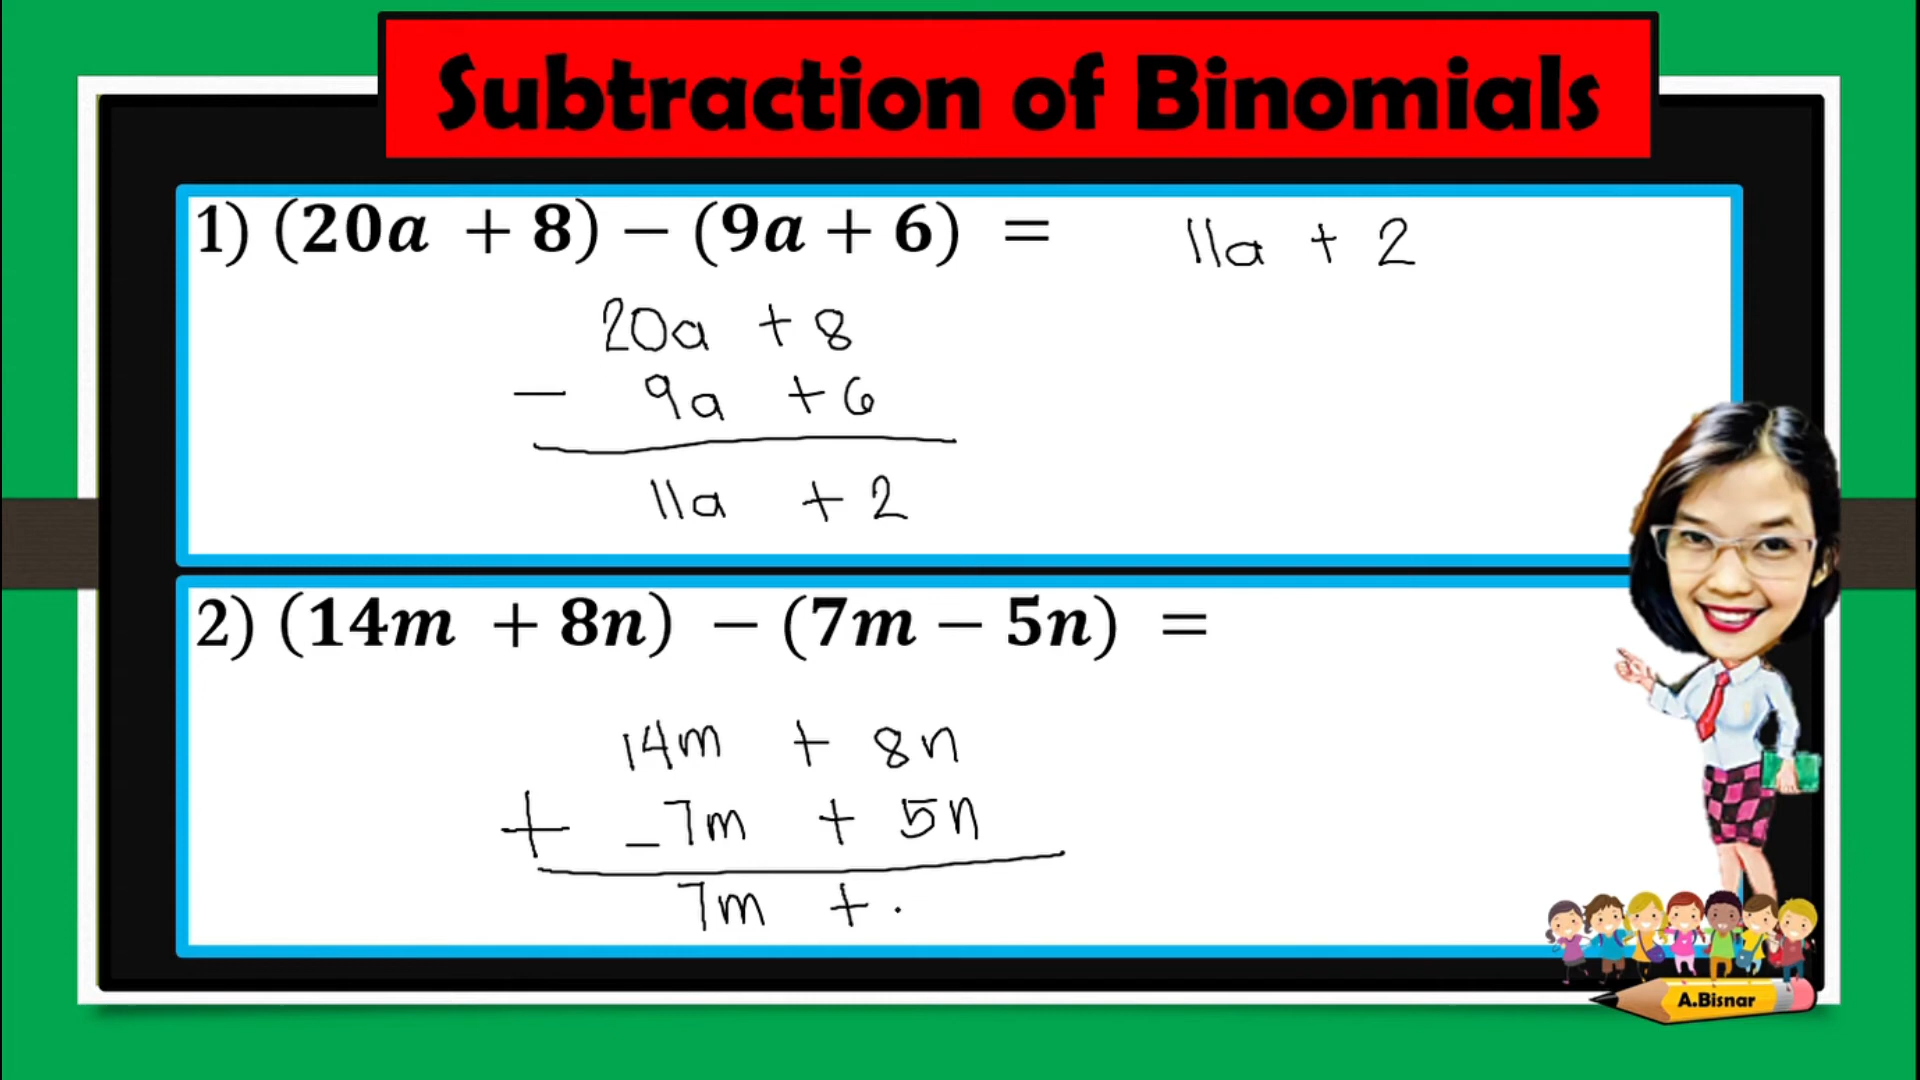 Subtraction of Binomials
1) (20a + 8) − (9a + 6) = 11a + 2
20a + 8
− 9a + 6
11a + 2
2) (14m + 8n) − (7m − 5n) =
14m + 8n
+ −7m + 5n
7m + .
A.Bisnar